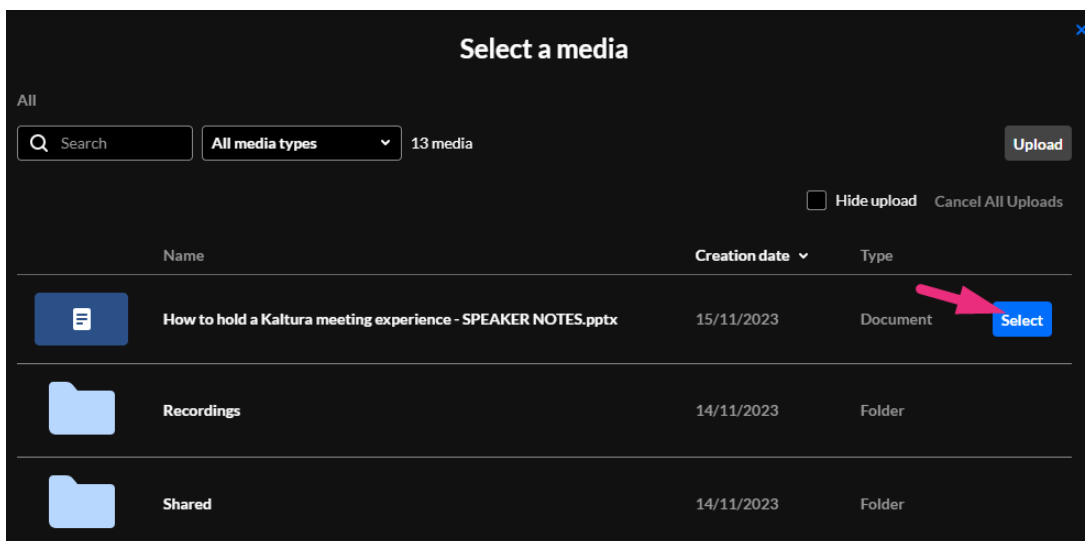 Select a media
All
Search All media types 13 media Upload
Hide upload Cancel All Uploads
Name Creation date Type
How to hold a Kaltura meeting experience - SPEAKER NOTES.pptx 15/11/2023 Document Select
Recordings 14/11/2023 Folder
Shared 14/11/2023 Folder